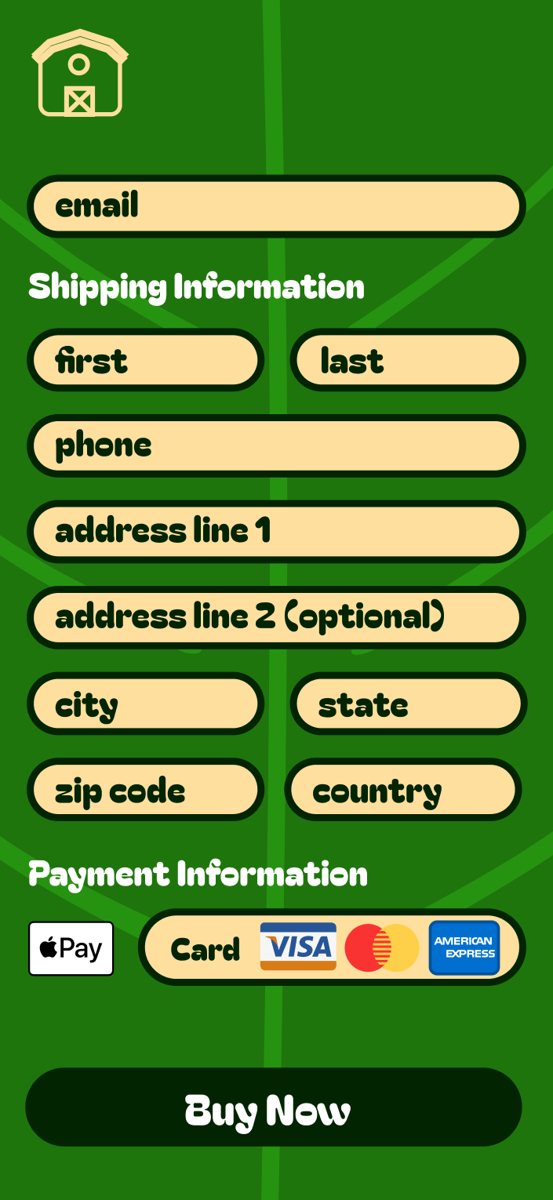 email
Shipping Information
first
last
phone
address line 1
address line 2 (optional)
city
state
zip code
country
Payment Information
Pay
Card
VISA
AMERICAN
EXPRESS
Buy Now